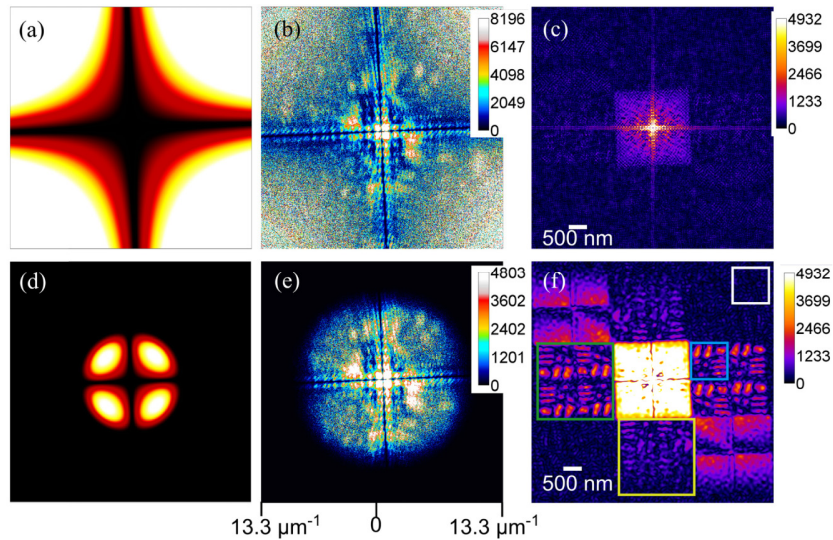 (a)
(b)
8196
6147
4098
2049
0
(c)
4932
3699
2466
1233
0
500 nm
(d)
(e)
4803
3602
2402
1201
0
(f)
4932
3699
2466
1233
0
500 nm
13.3 µm⁻¹ 0 13.3 µm⁻¹